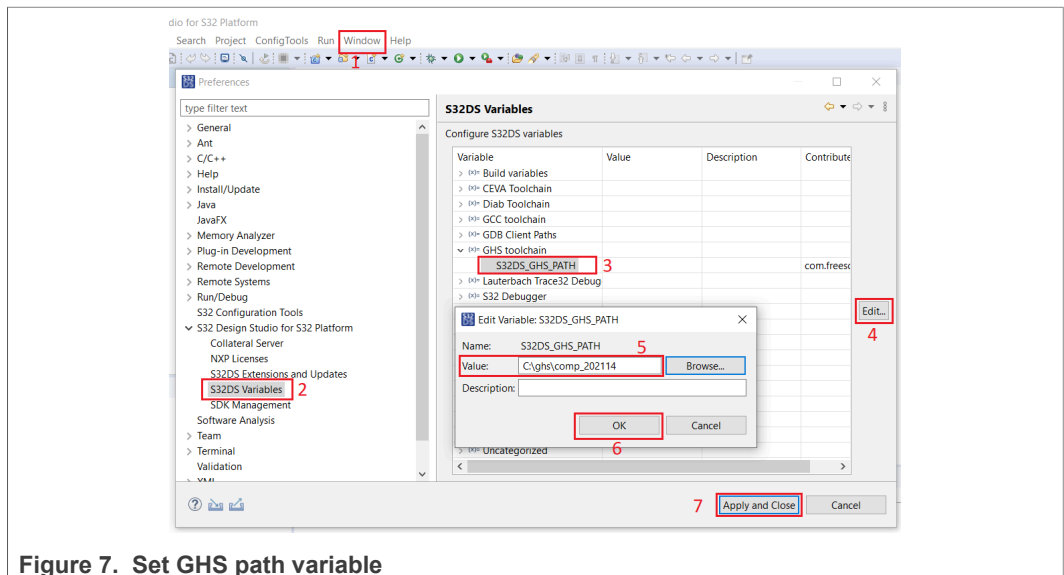 dio for S32 Platform
Search Project ConfigTools Run Window Help
1
Preferences
type filter text
General
Ant
C/C++
Help
Install/Update
Java
JavaFX
Memory Analyzer
Plug-in Development
Remote Development
Remote Systems
Run/Debug
S32 Configuration Tools
S32 Design Studio for S32 Platform
Collateral Server
NXP Licenses
S32DS Extensions and Updates
S32DS Variables 2
SDK Management
Software Analysis
Team
Terminal
Validation
XML
S32DS Variables
Configure S32DS variables
Variable Value Description Contribute
(x)= Build variables
(x)= CEVA Toolchain
(x)= Diab Toolchain
(x)= GCC toolchain
(x)= GDB Client Paths
(x)= GHS toolchain
S32DS_GHS_PATH 3 com.freesc
(x)= Lauterbach Trace32 Debug
(x)= S32 Debugger
Edit...
4
Edit Variable: S32DS_GHS_PATH
Name: S32DS_GHS_PATH 5
Value: C:\ghs\comp_202114 Browse...
Description:
OK Cancel
6
(x)= Uncategorized
7 Apply and Close Cancel
Figure 7. Set GHS path variable